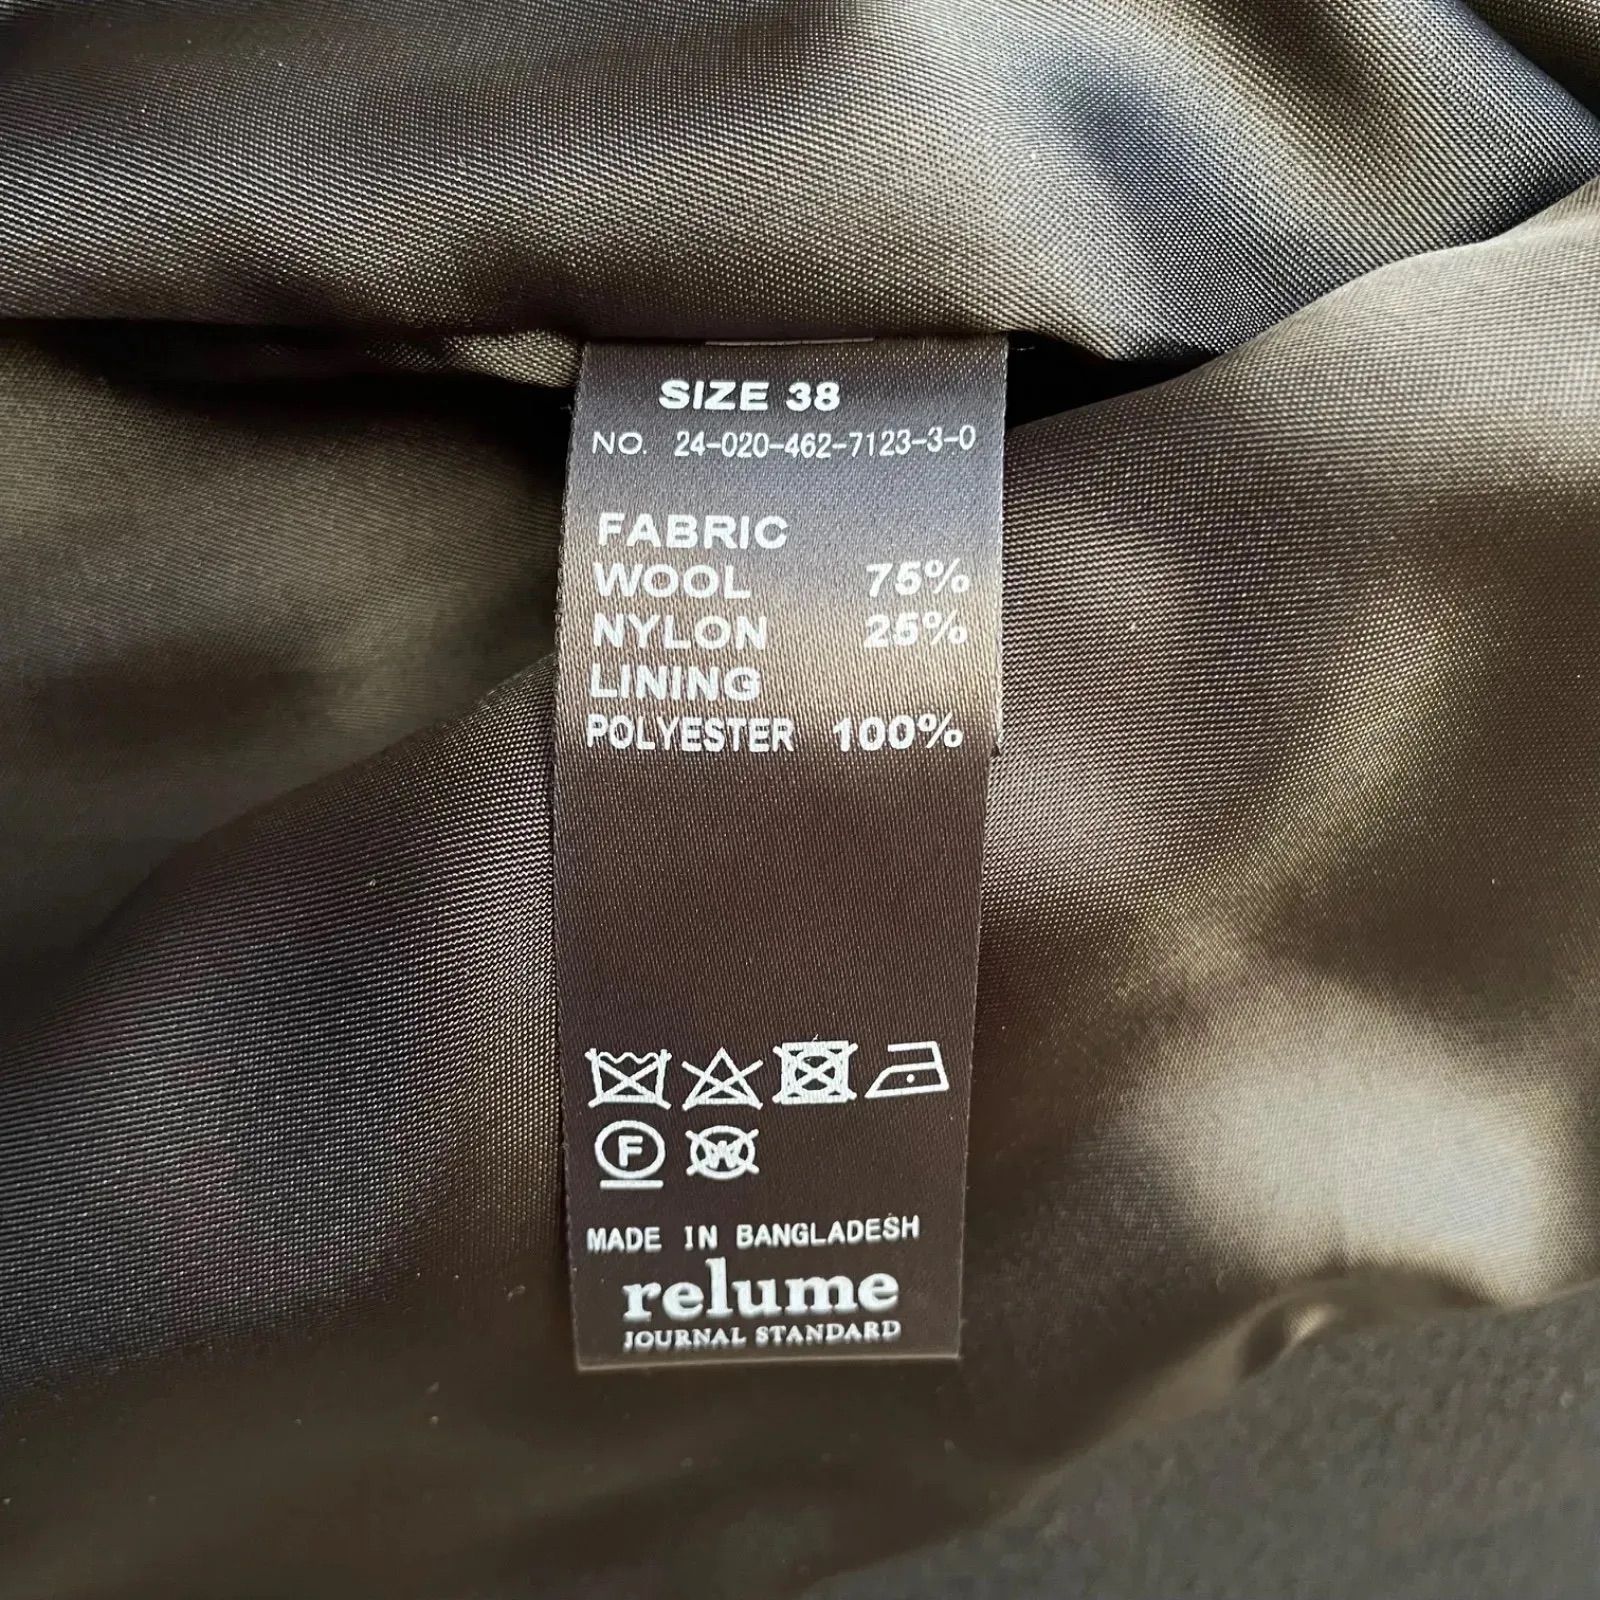 SIZE 38
NO. 24-020-462-7123-3-0
FABRIC
WOOL 75%
NYLON 25%
LINING
POLYESTER 100%
F W
MADE IN BANGLADESH
relume
JOURNAL STANDARD